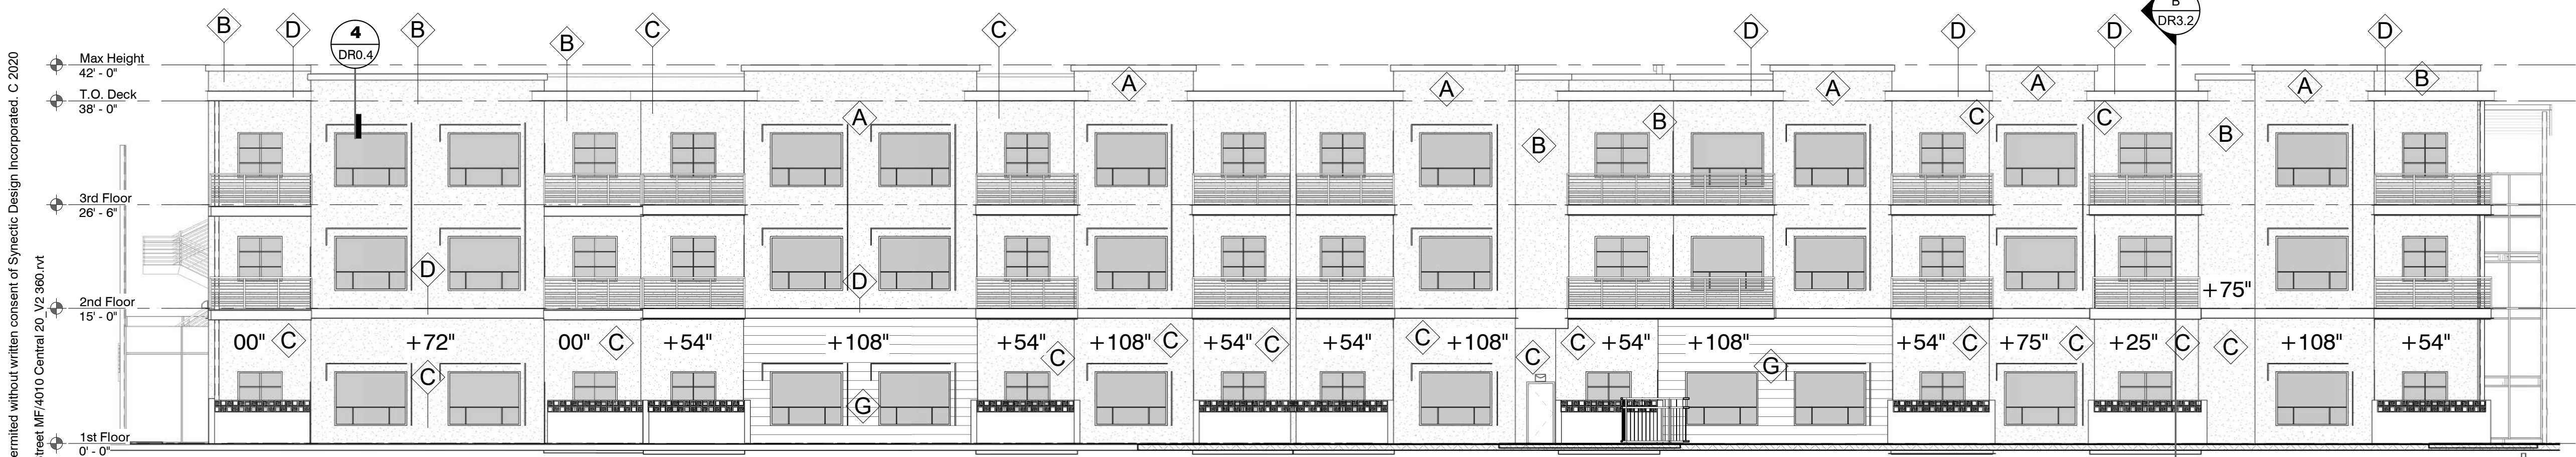 ermited without written consent of Synectic Design Incorporated. C 2020
treet MF/4010 Central 20_V2 360.rvt
B
D
4
DR0.4
B
B
C
C
D
D
D
B
DR3.2
D
Max Height
42' - 0"
T.O. Deck
38' - 0"
A
A
A
A
A
A
B
B
B
C
C
B
3rd Floor
26' - 6"
D
D
2nd Floor
15' - 0"
+75"
00" C
+72"
00" C
+54"
+108"
+54" C
+108" C
+54" C
+54"
C +108"
C
C +54"
+108"
+54" C
+75" C
+25" C
C
+108"
+54"
C
G
G
1st Floor
0' - 0"